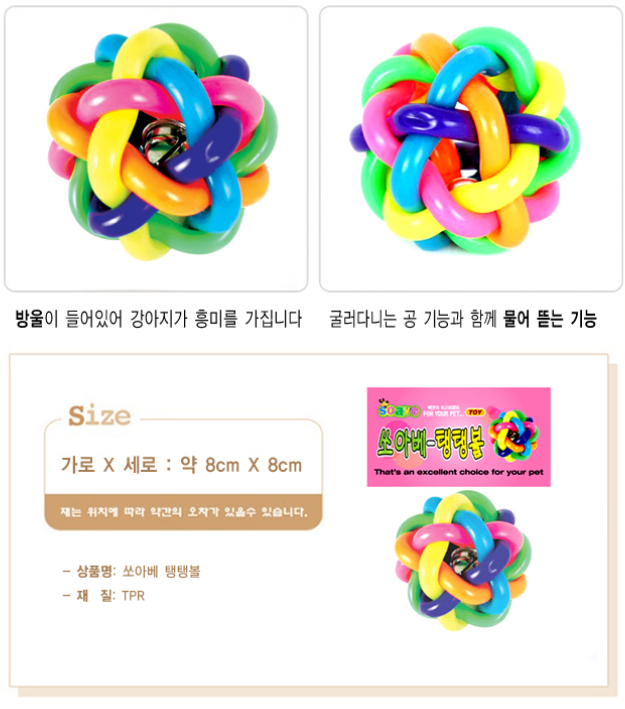 방울이 들어있어 강아지가 흥미를 가집니다
굴러다니는 공 기능과 함께 물어 뜯는 기능
Size
가로 X 세로 : 약 8cm X 8cm
재는 위치에 따라 약간의 오차가 있을수 있습니다.
- 상품명: 쏘아베 탱탱볼
- 재 질: TPR
FOR YOUR PET.. TOY
쏘아베-탱탱볼
That's an excellent choice for your pet